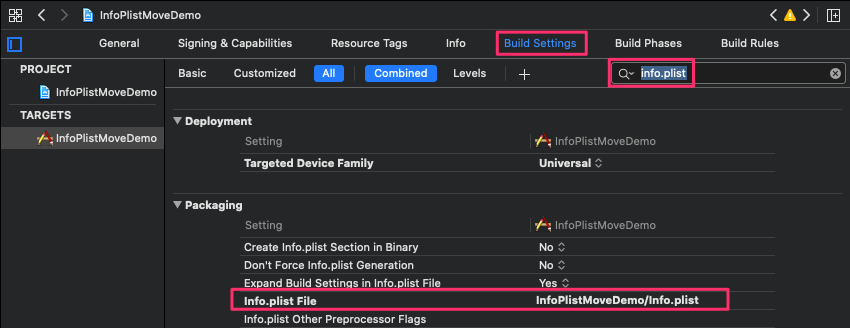 InfoPlistMoveDemo
General Signing & Capabilities Resource Tags Info Build Settings Build Phases Build Rules
PROJECT
InfoPlistMoveDemo
TARGETS
InfoPlistMoveDemo
Basic Customized All Combined Levels + info.plist
Deployment
Setting InfoPlistMoveDemo
Targeted Device Family Universal
Packaging
Setting InfoPlistMoveDemo
Create Info.plist Section in Binary No
Don't Force Info.plist Generation No
Expand Build Settings in Info.plist File Yes
Info.plist File InfoPlistMoveDemo/Info.plist
Info.plist Other Preprocessor Flags